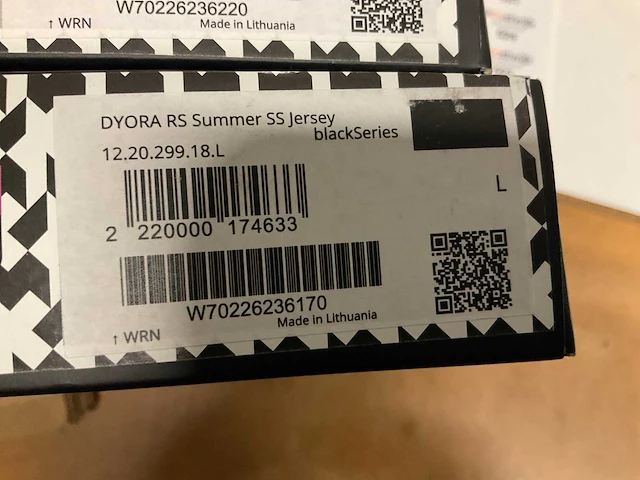 W70226236220
↑ WRN
Made in Lithuania
DYORA RS Summer SS Jersey
blackSeries
12.20.299.18.L
L
2 220000 174633
W70226236170
Made in Lithuania
↑ WRN